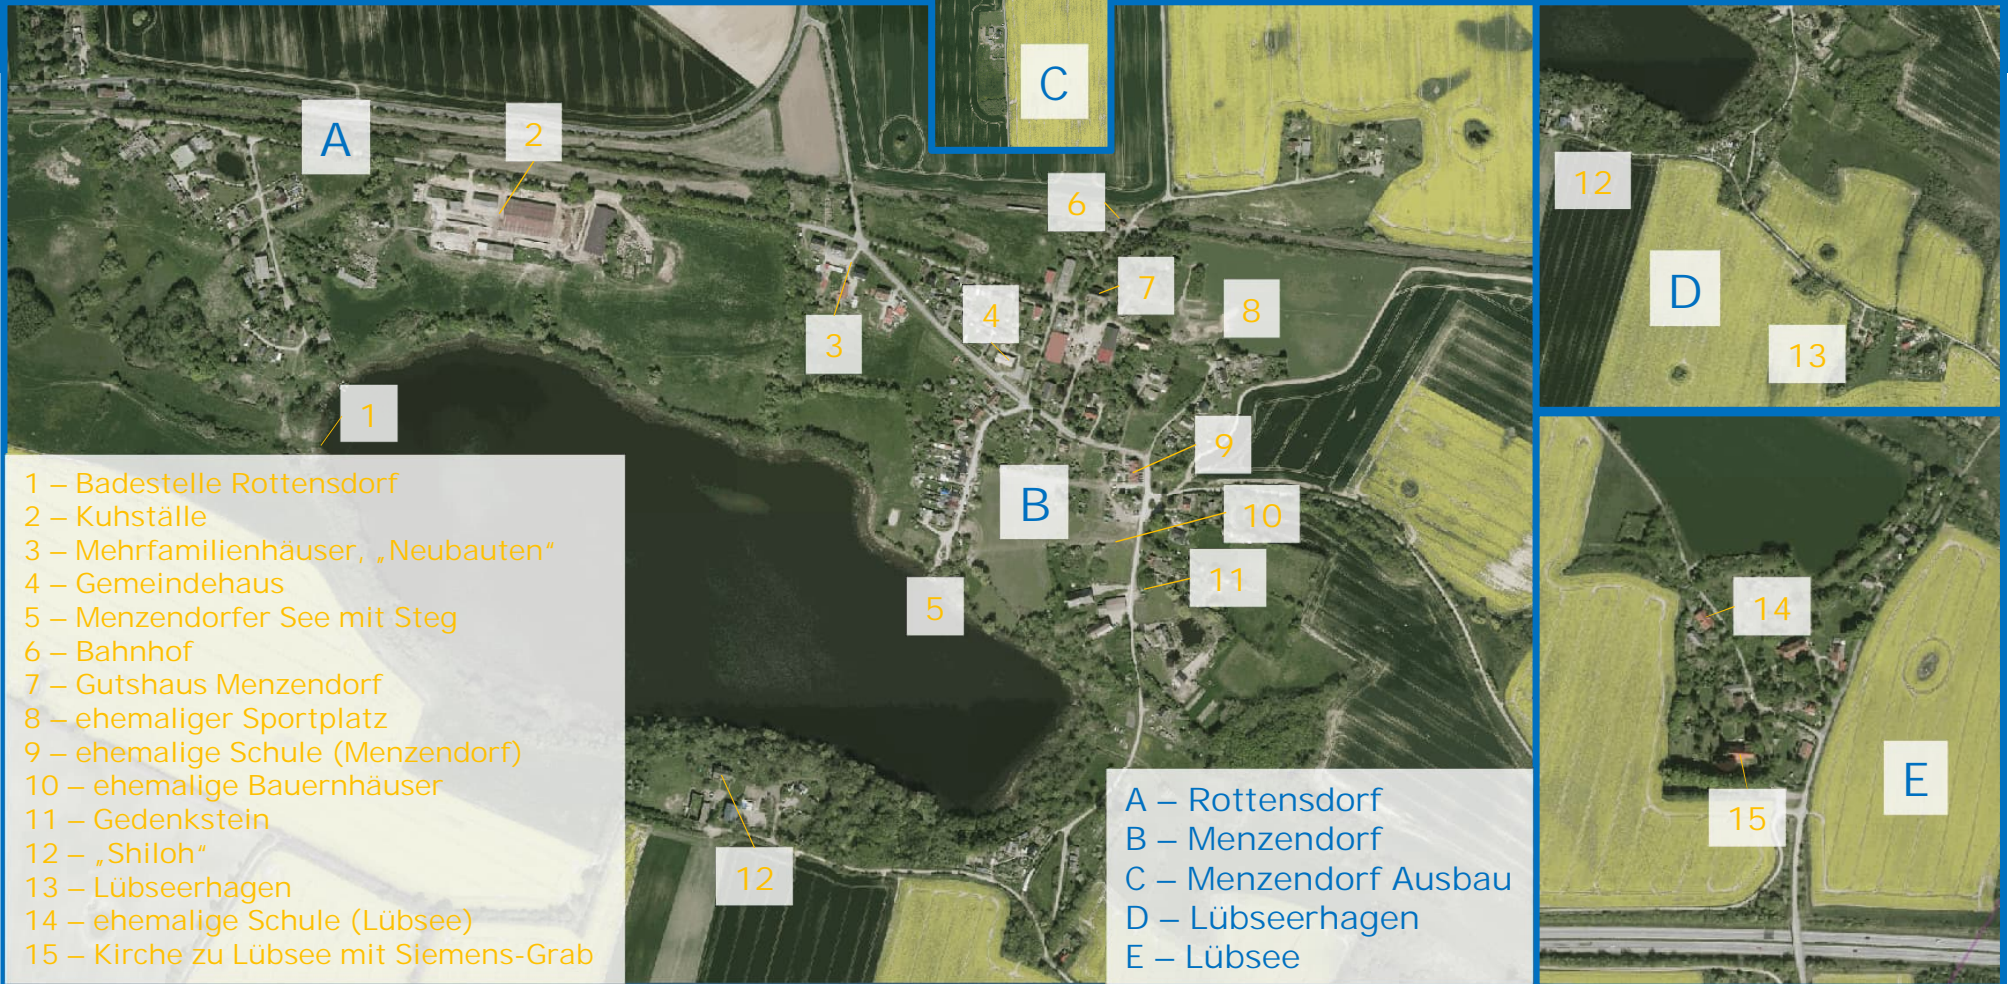 A
2
C
6
7
8
4
3
1
9
B
10
11
5
12
12
D
13
14
E
15
1 – Badestelle Rottensdorf
2 – Kuhställe
3 – Mehrfamilienhäuser, „Neubauten“
4 – Gemeindehaus
5 – Menzendorfer See mit Steg
6 – Bahnhof
7 – Gutshaus Menzendorf
8 – ehemaliger Sportplatz
9 – ehemalige Schule (Menzendorf)
10 – ehemalige Bauernhäuser
11 – Gedenkstein
12 – „Shiloh“
13 – Lübseerhagen
14 – ehemalige Schule (Lübsee)
15 – Kirche zu Lübsee mit Siemens-Grab
A – Rottensdorf
B – Menzendorf
C – Menzendorf Ausbau
D – Lübseerhagen
E – Lübsee